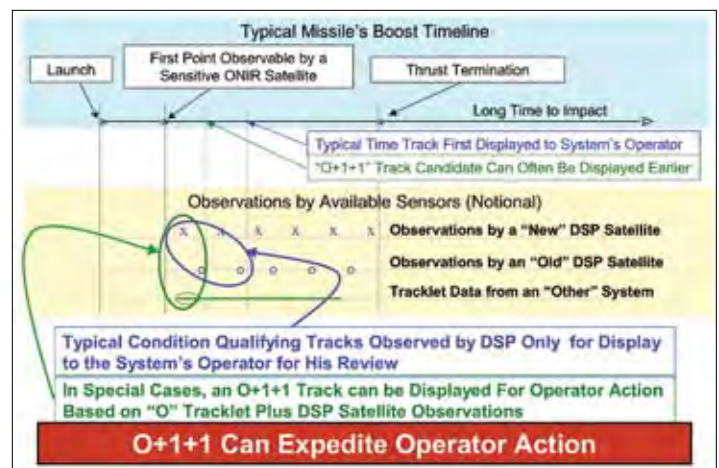 Typical Missile's Boost Timeline
Launch
First Point Observable by a
Sensitive ONIR Satellite
Thrust Termination
Long Time to Impact
Typical Time Track First Displayed to System's Operator
"O+1+1" Track Candidate Can Often Be Displayed Earlier
Observations by Available Sensors (Notional)
X X X X X X
Observations by a "New" DSP Satellite
O O O O O
Observations by an "Old" DSP Satellite
Tracklet Data from an "Other" System
Typical Condition Qualifying Tracks Observed by DSP Only for Display
to the System's Operator for His Review
In Special Cases, an O+1+1 Track can be Displayed For Operator Action
Based on "O" Tracklet Plus DSP Satellite Observations
O+1+1 Can Expedite Operator Action